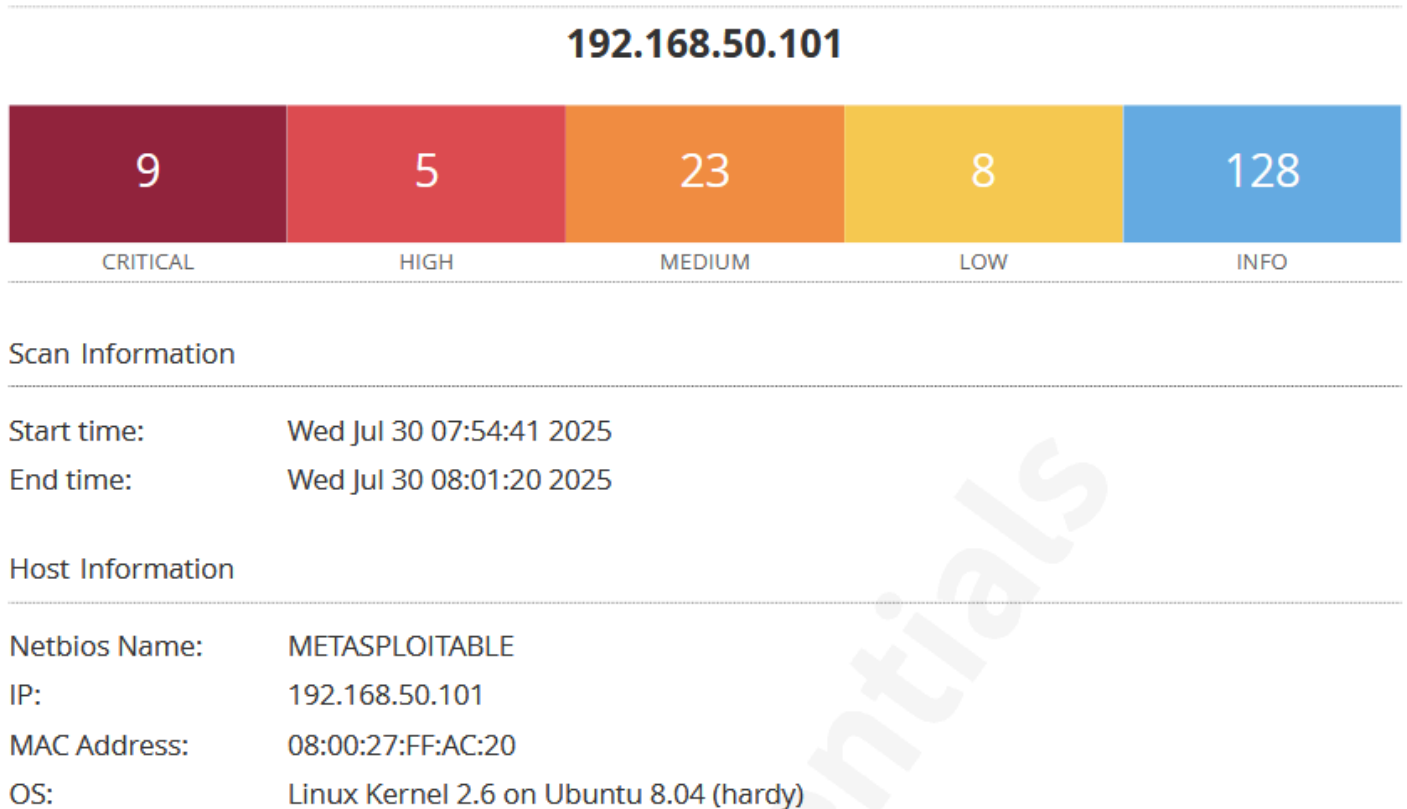 192.168.50.101
9 5 23 8 128
CRITICAL HIGH MEDIUM LOW INFO
Scan Information
Start time: Wed Jul 30 07:54:41 2025
End time: Wed Jul 30 08:01:20 2025
Host Information
Netbios Name: METASPLOITABLE
IP: 192.168.50.101
MAC Address: 08:00:27:FF:AC:20
OS: Linux Kernel 2.6 on Ubuntu 8.04 (hardy)
entials